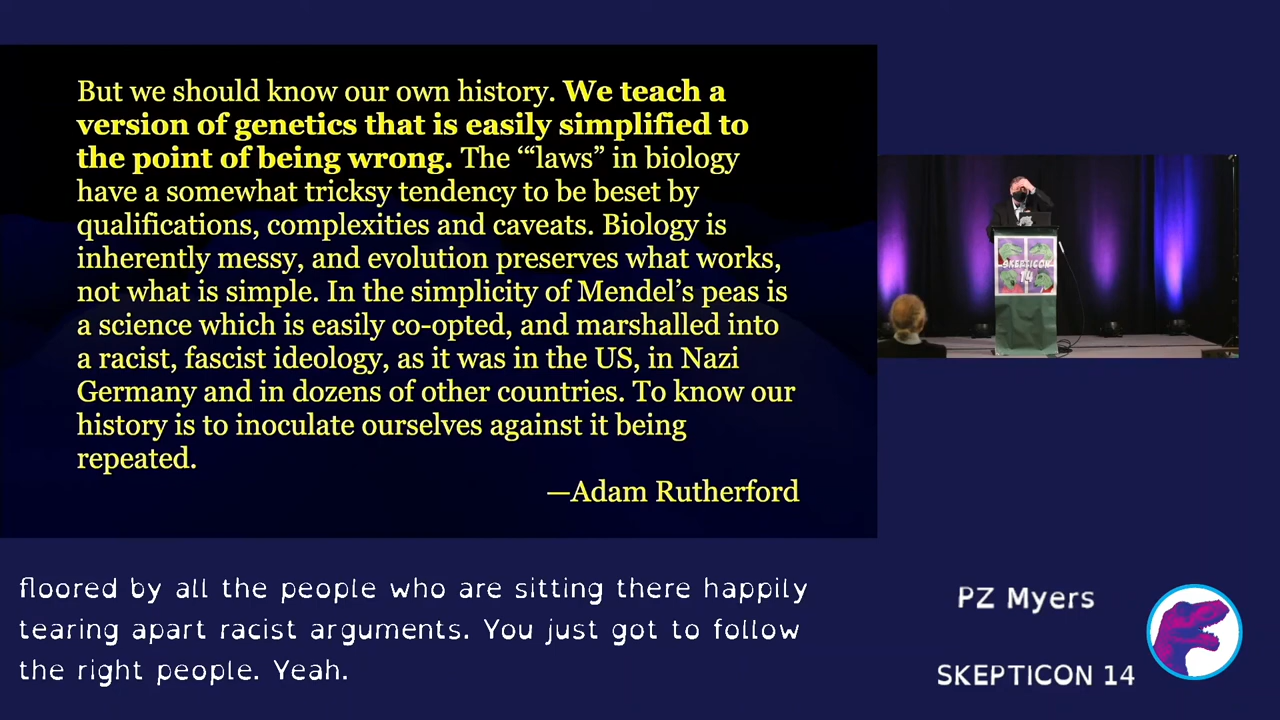 But we should know our own history. We teach a
version of genetics that is easily simplified to
the point of being wrong. The ‘“laws” in biology
have a somewhat tricksy tendency to be beset by
qualifications, complexities and caveats. Biology is
inherently messy, and evolution preserves what works,
not what is simple. In the simplicity of Mendel’s peas is
a science which is easily co-opted, and marshalled into
a racist, fascist ideology, as it was in the US, in Nazi
Germany and in dozens of other countries. To know our
history is to inoculate ourselves against it being
repeated.
—Adam Rutherford
SKEPTICON
14
floored by all the people who are sitting there happily
tearing apart racist arguments. You just got to follow
the right people. Yeah.
PZ Myers
SKEPTICON 14